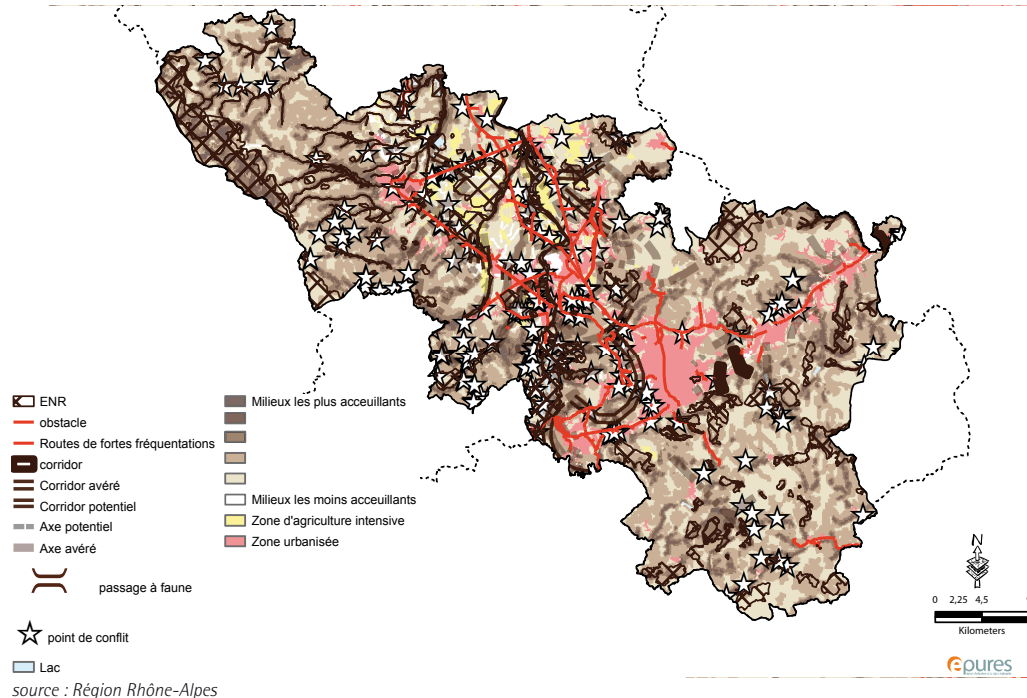 ENR
obstacle
Routes de fortes fréquentations
corridor
Corridor avéré
Corridor potentiel
Axe potentiel
Axe avéré
passage à faune
point de conflit
Lac
Milieux les plus acceuillants
Milieux les moins acceuillants
Zone d'agriculture intensive
Zone urbanisée
N
0 2,25 4,5
Kilometers
épures
source : Région Rhône-Alpes